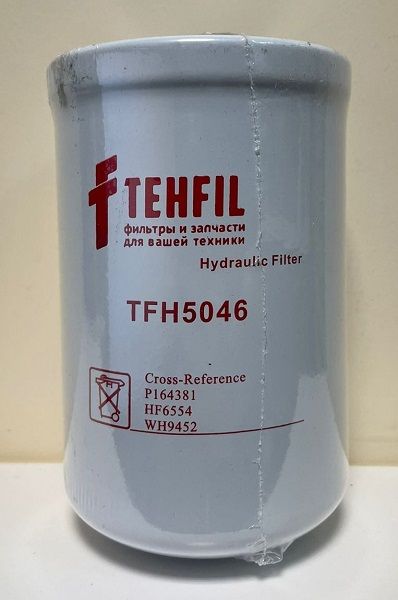 TEHFIL
фильтры и запчасти
для вашей техники
Hydraulic Filter
TFH5046
Cross-Reference
P164381
HF6554
WH9452